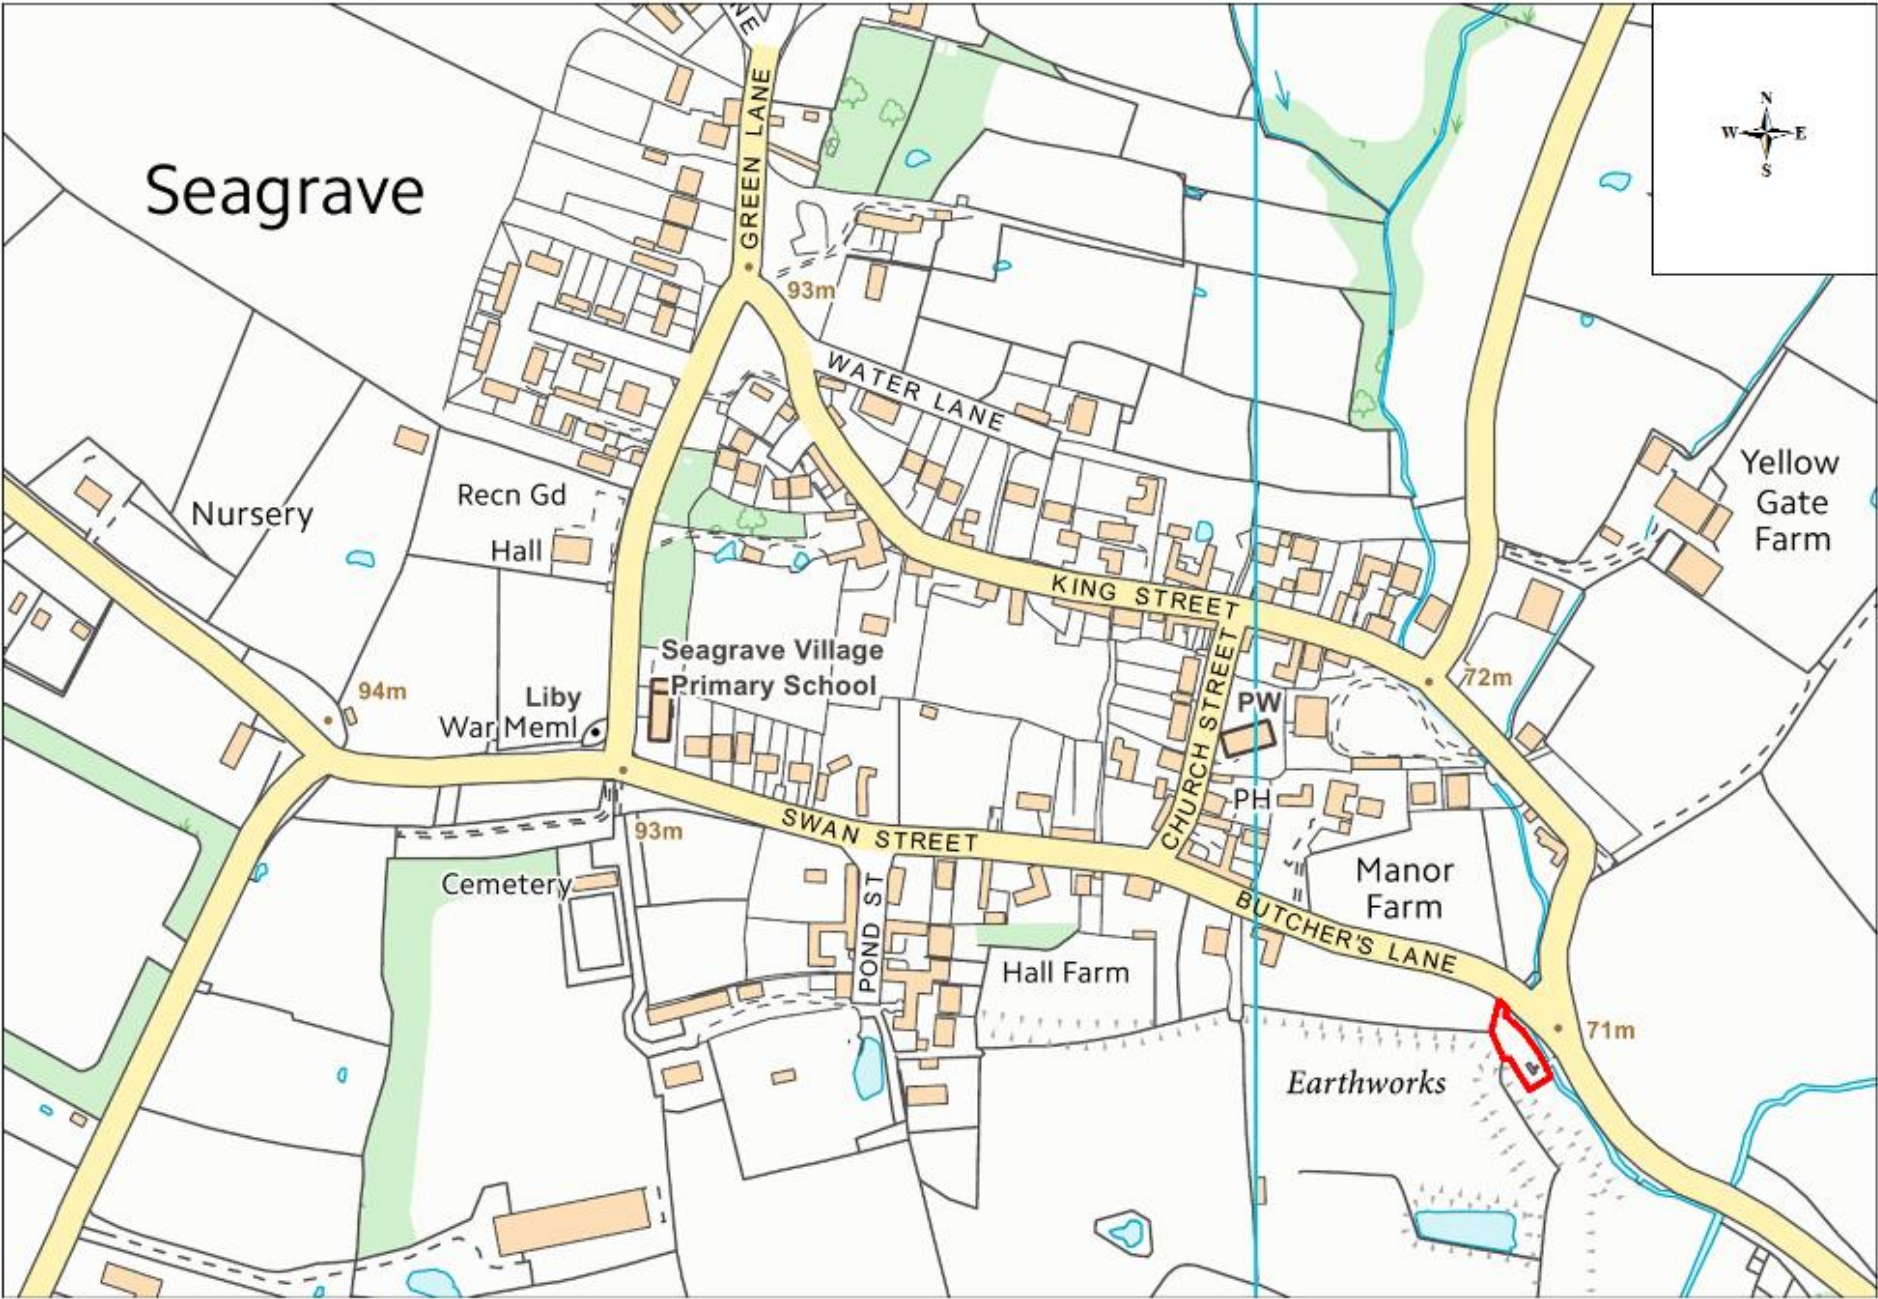 NE
N
W E
S
GREEN LANE
Seagrave
93m
WATER LANE
Yellow
Gate
Farm
Recn Gd
Nursery
Hall
KING STREET
Seagrave Village
Primary School
72m
94m
Liby
War Meml
PW
CHURCH STREET
PH
93m
SWAN STREET
Manor
Farm
Cemetery
BUTCHER'S LANE
POND ST
Hall Farm
71m
Earthworks